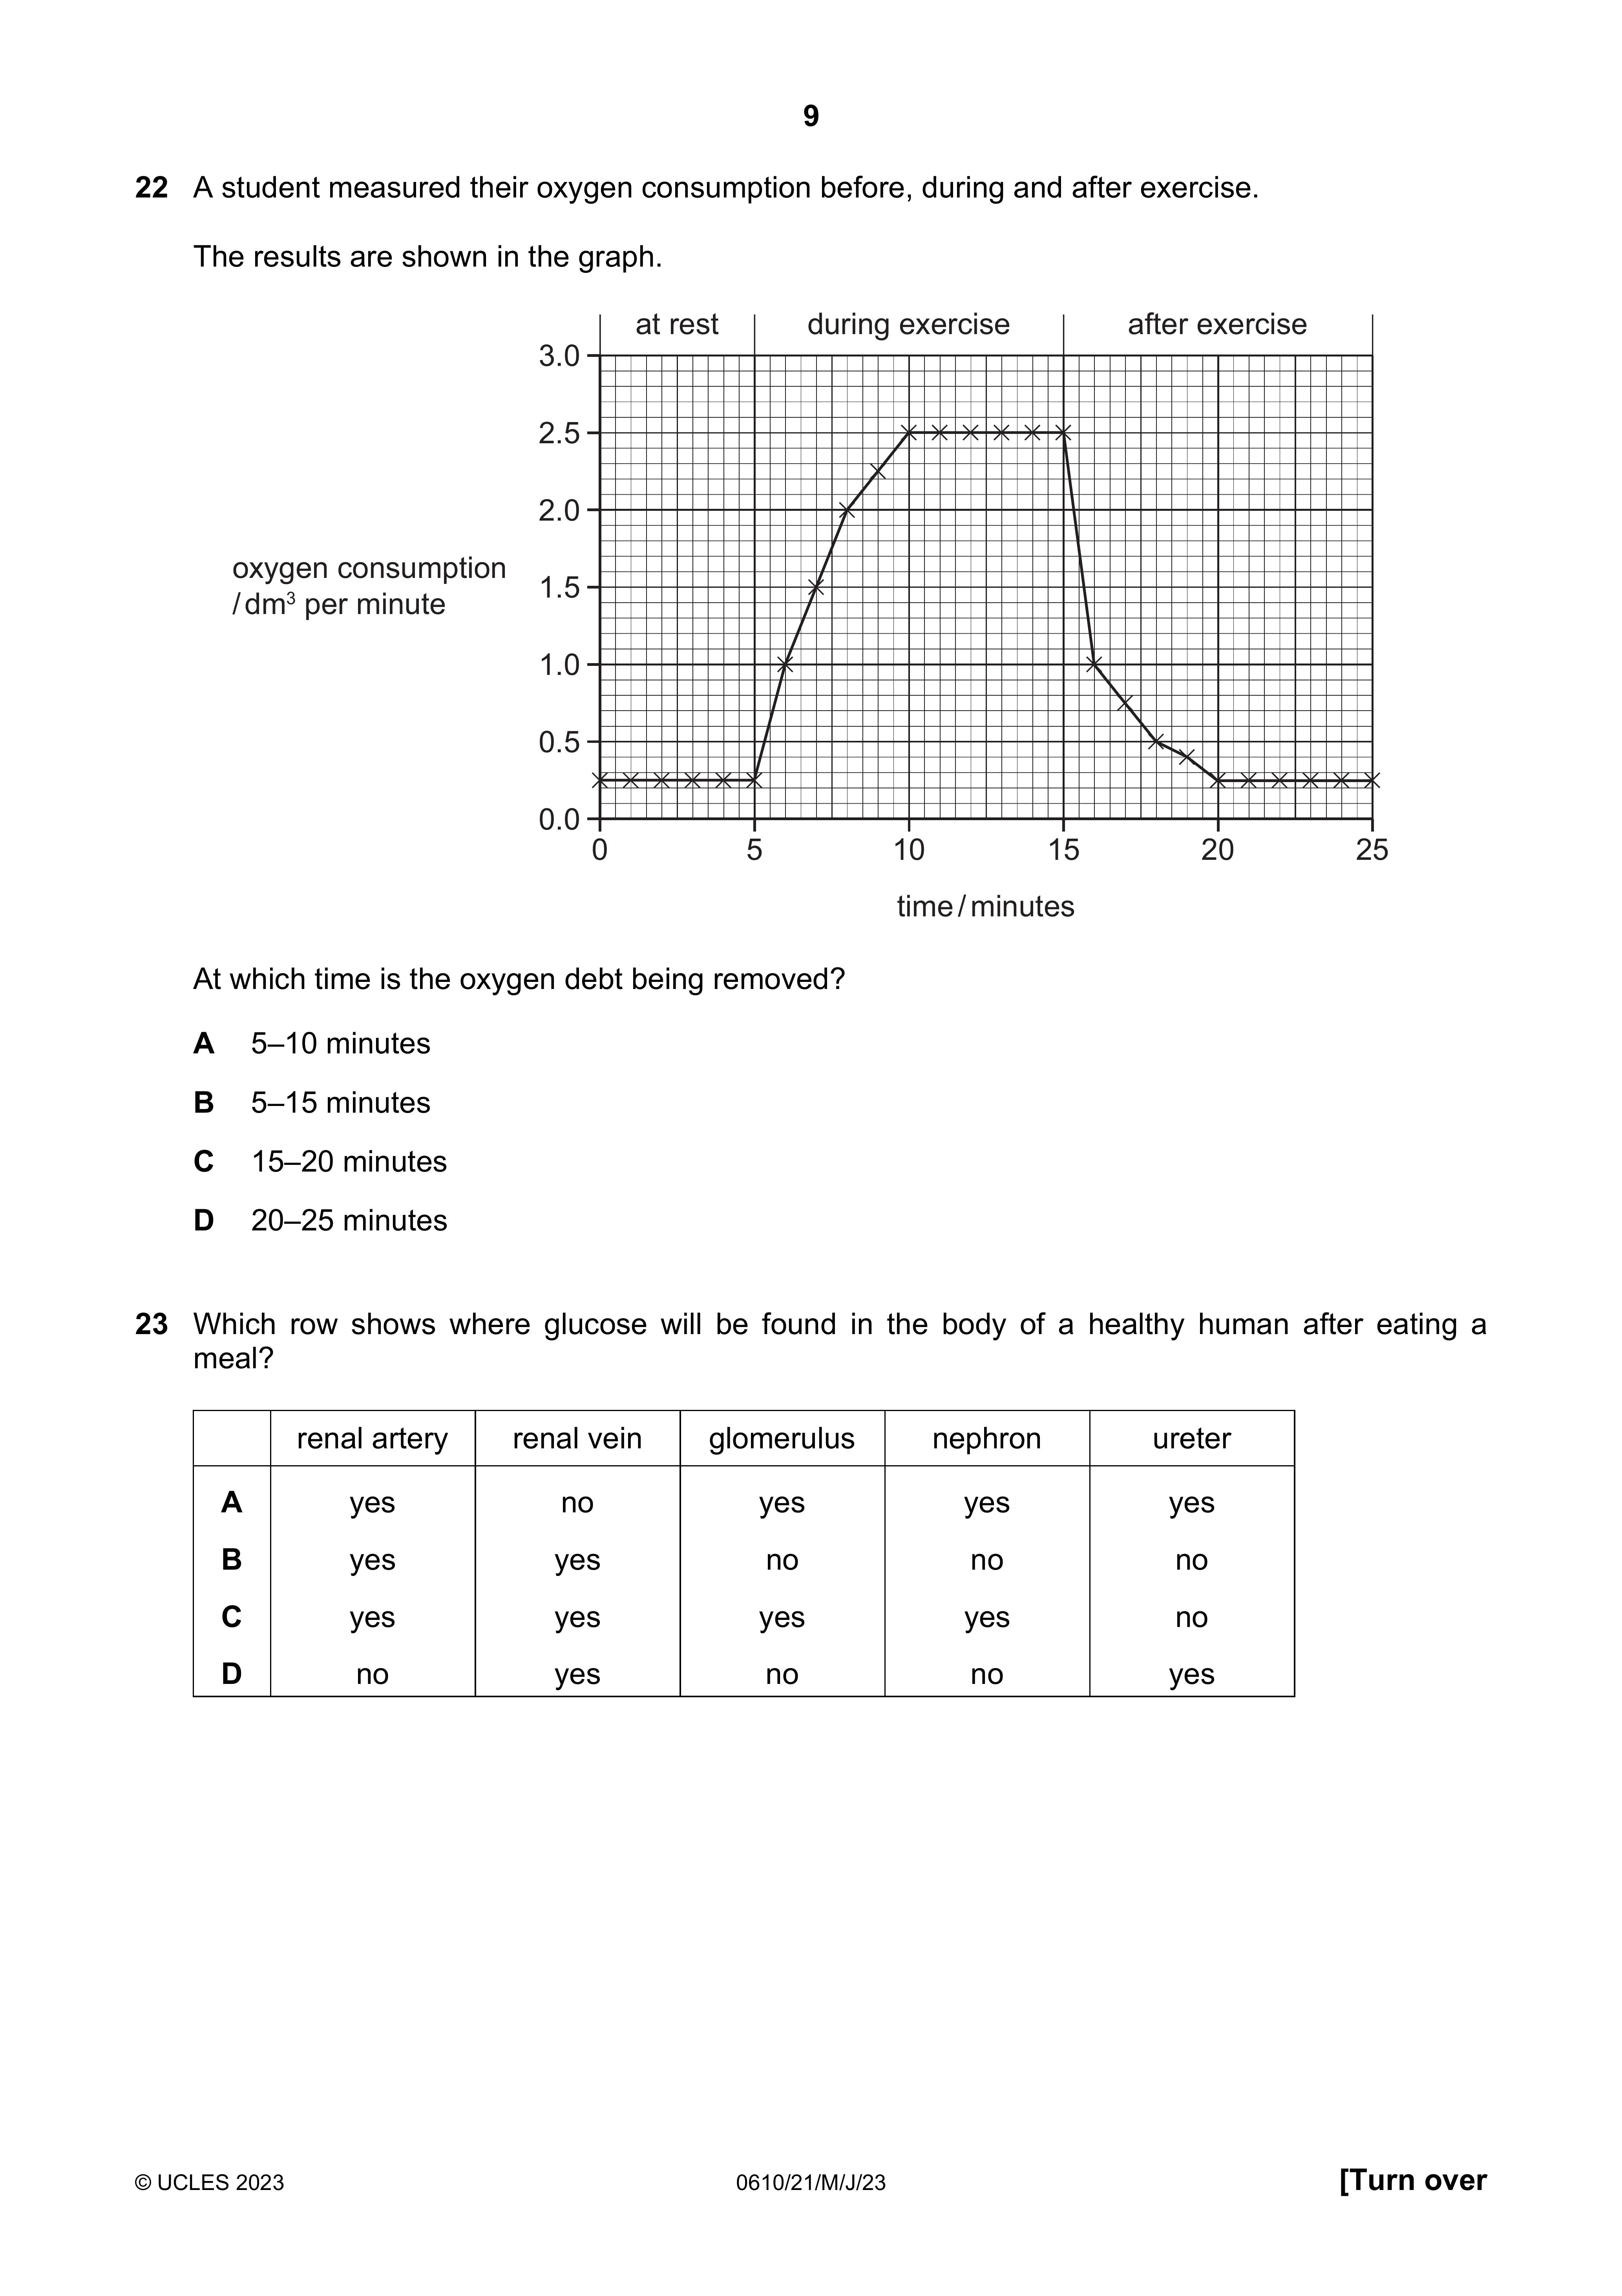 9
22 A student measured their oxygen consumption before, during and after exercise.
The results are shown in the graph.
at rest during exercise after exercise
3.0
2.5
2.0
oxygen consumption
/ dm³ per minute
1.5
1.0
0.5
0.0
0 5 10 15 20 25
time / minutes
At which time is the oxygen debt being removed?
A 5–10 minutes
B 5–15 minutes
C 15–20 minutes
D 20–25 minutes
23 Which row shows where glucose will be found in the body of a healthy human after eating a
meal?
renal artery renal vein glomerulus nephron ureter
A yes no yes yes yes
B yes yes no no no
C yes yes yes yes no
D no yes no no yes
© UCLES 2023 0610/21/M/J/23 [Turn over